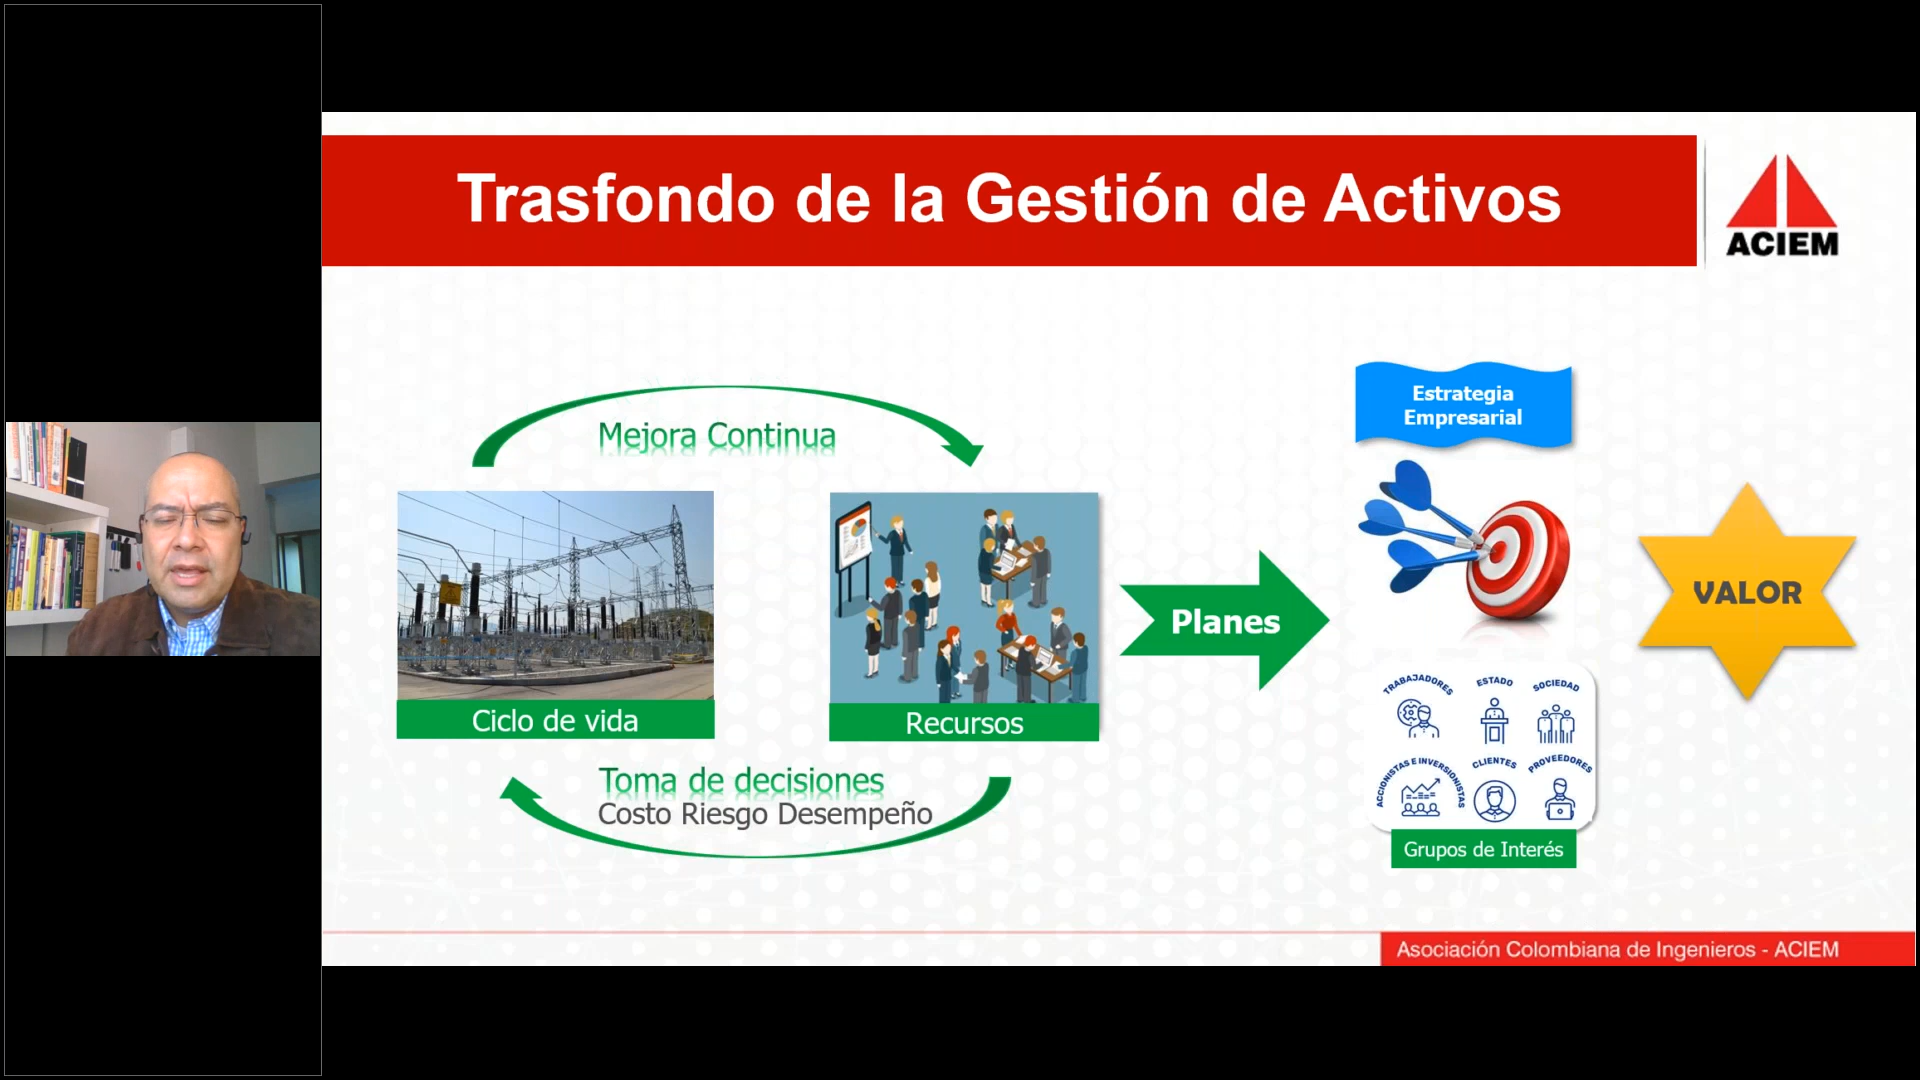 Trasfondo de la Gestión de Activos
ACIEM
Mejora Continua
Ciclo de vida
Recursos
Toma de decisiones
Costo Riesgo Desempeño
Planes
Estrategia
Empresarial
TRABAJADORES
ESTADO
SOCIEDAD
ACCIONISTAS E INVERSIONISTAS
CLIENTES
PROVEEDORES
Grupos de Interés
VALOR
Asociación Colombiana de Ingenieros - ACIEM